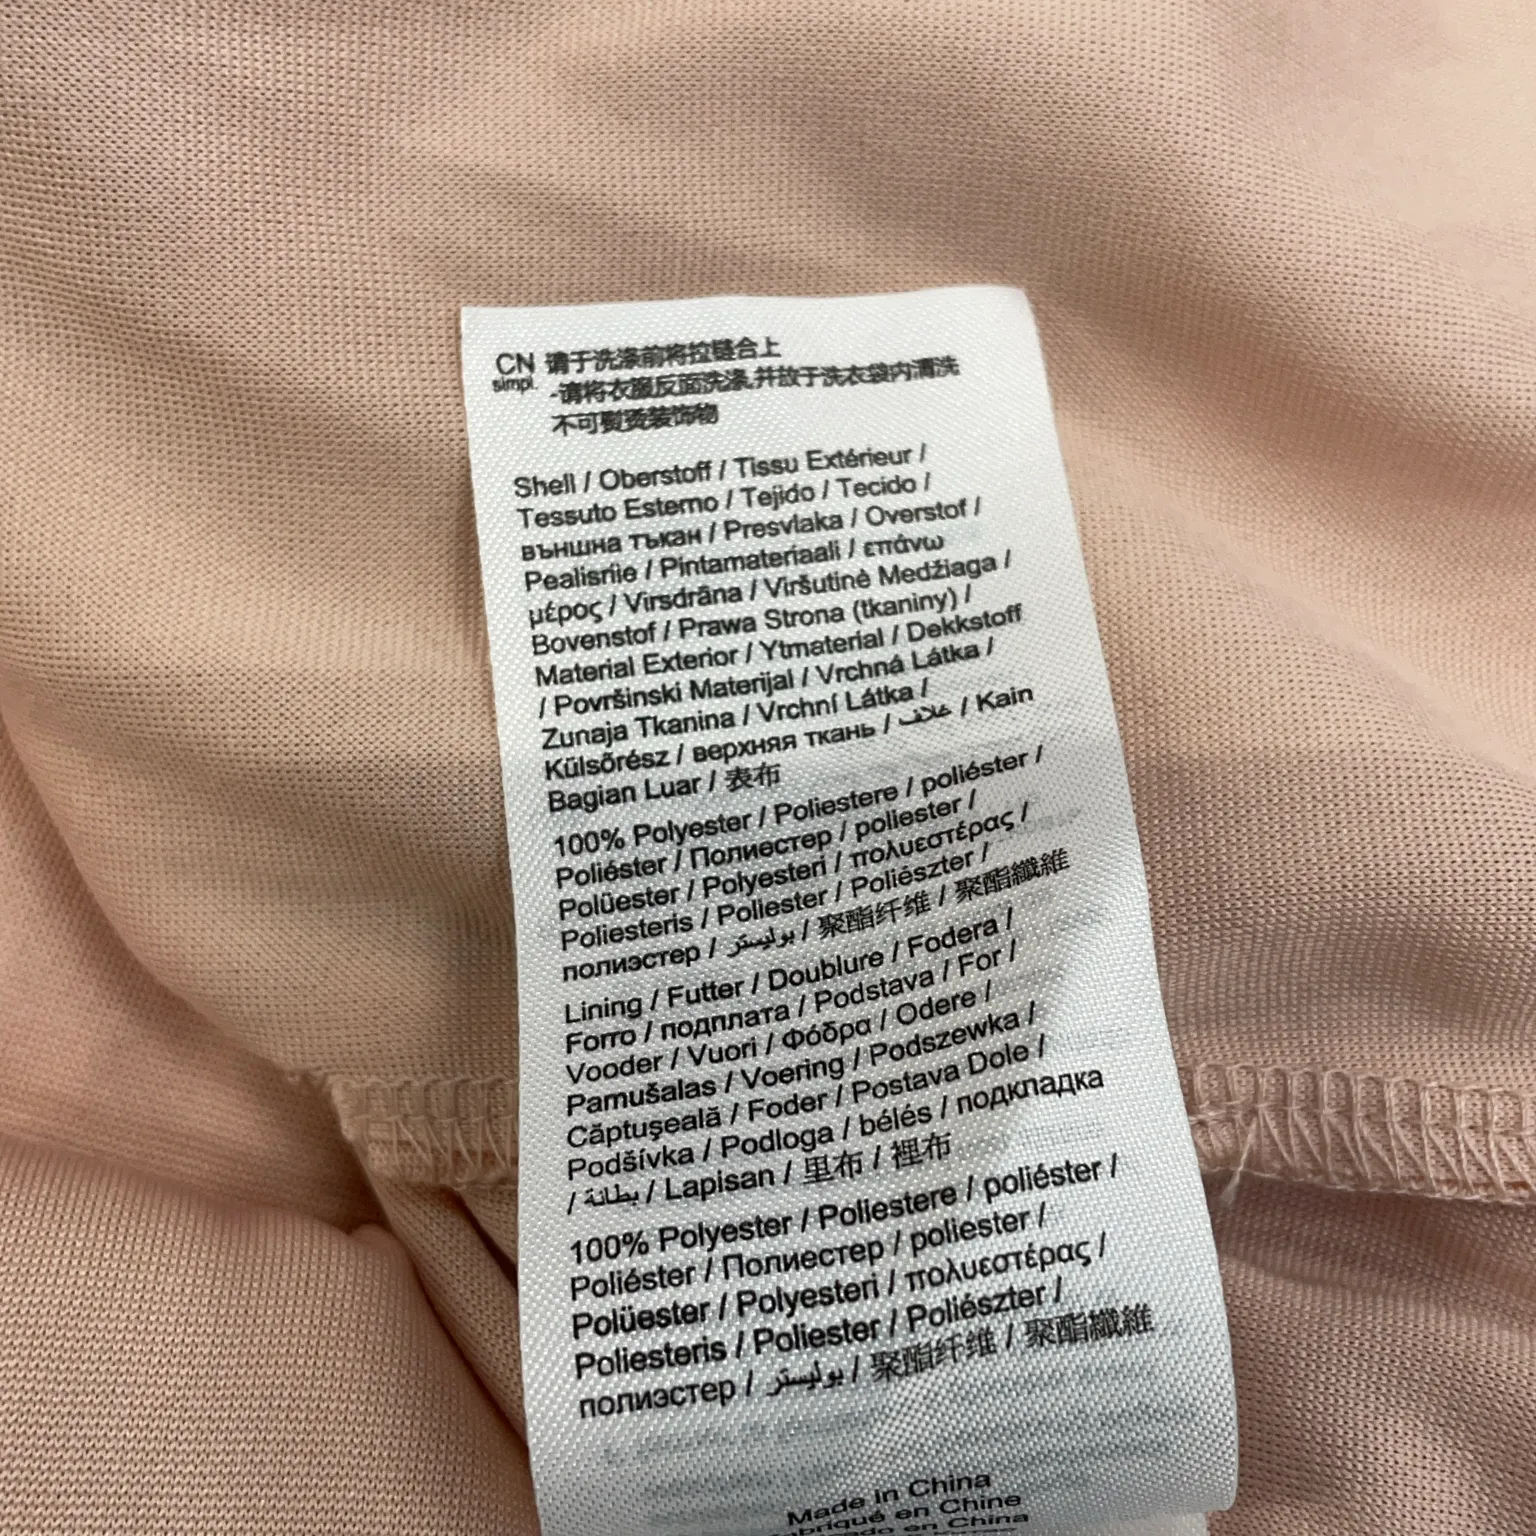 CN 请于洗涤前将拉链合上
simpl. -请将衣服反面洗涤,并放于洗衣袋内清洗
不可熨烫装饰物
Shell / Oberstoff / Tissu Extérieur /
Tessuto Esterno / Tejido / Tecido /
външна тъкан / Presvlaka / Overstof /
Pealisriie / Pintamateriaali / επάνω
μέρος / Virsdrāna / Viršutinė Medžiaga /
Bovenstof / Prawa Strona (tkaniny) /
Material Exterior / Ytmaterial / Dekkstoff
/ Površinski Materijal / Vrchná Látka /
Zunaja Tkanina / Vrchní Látka /
Külsőrész / верхняя ткань / غلاف / Kain
Bagian Luar / 表布
100% Polyester / Poliestere / poliéster /
Poliéster / Полиестер / poliester /
Polüester / Polyesteri / πολυεστέρας /
Poliesteris / Poliester / Poliészter /
полиэстер / بوليستر / 聚酯纤维 / 聚酯纖維
Lining / Futter / Doublure / Fodera /
Forro / подплата / Podstava / For /
Vooder / Vuori / Φόδρα / Odere /
Pamušalas / Voering / Podszewka /
Căptuşeală / Foder / Postava Dole /
Podšívka / Podloga / bélés / подкладка
/ بطانة / Lapisan / 里布 / 裡布
100% Polyester / Poliestere / poliéster /
Poliéster / Полиестер / poliester /
Polüester / Polyesteri / πολυεστέρας /
Poliesteris / Poliester / Poliészter /
полиэстер / بوليستر / 聚酯纤维 / 聚酯纖維
Made in China
abriqué en Chine
en China